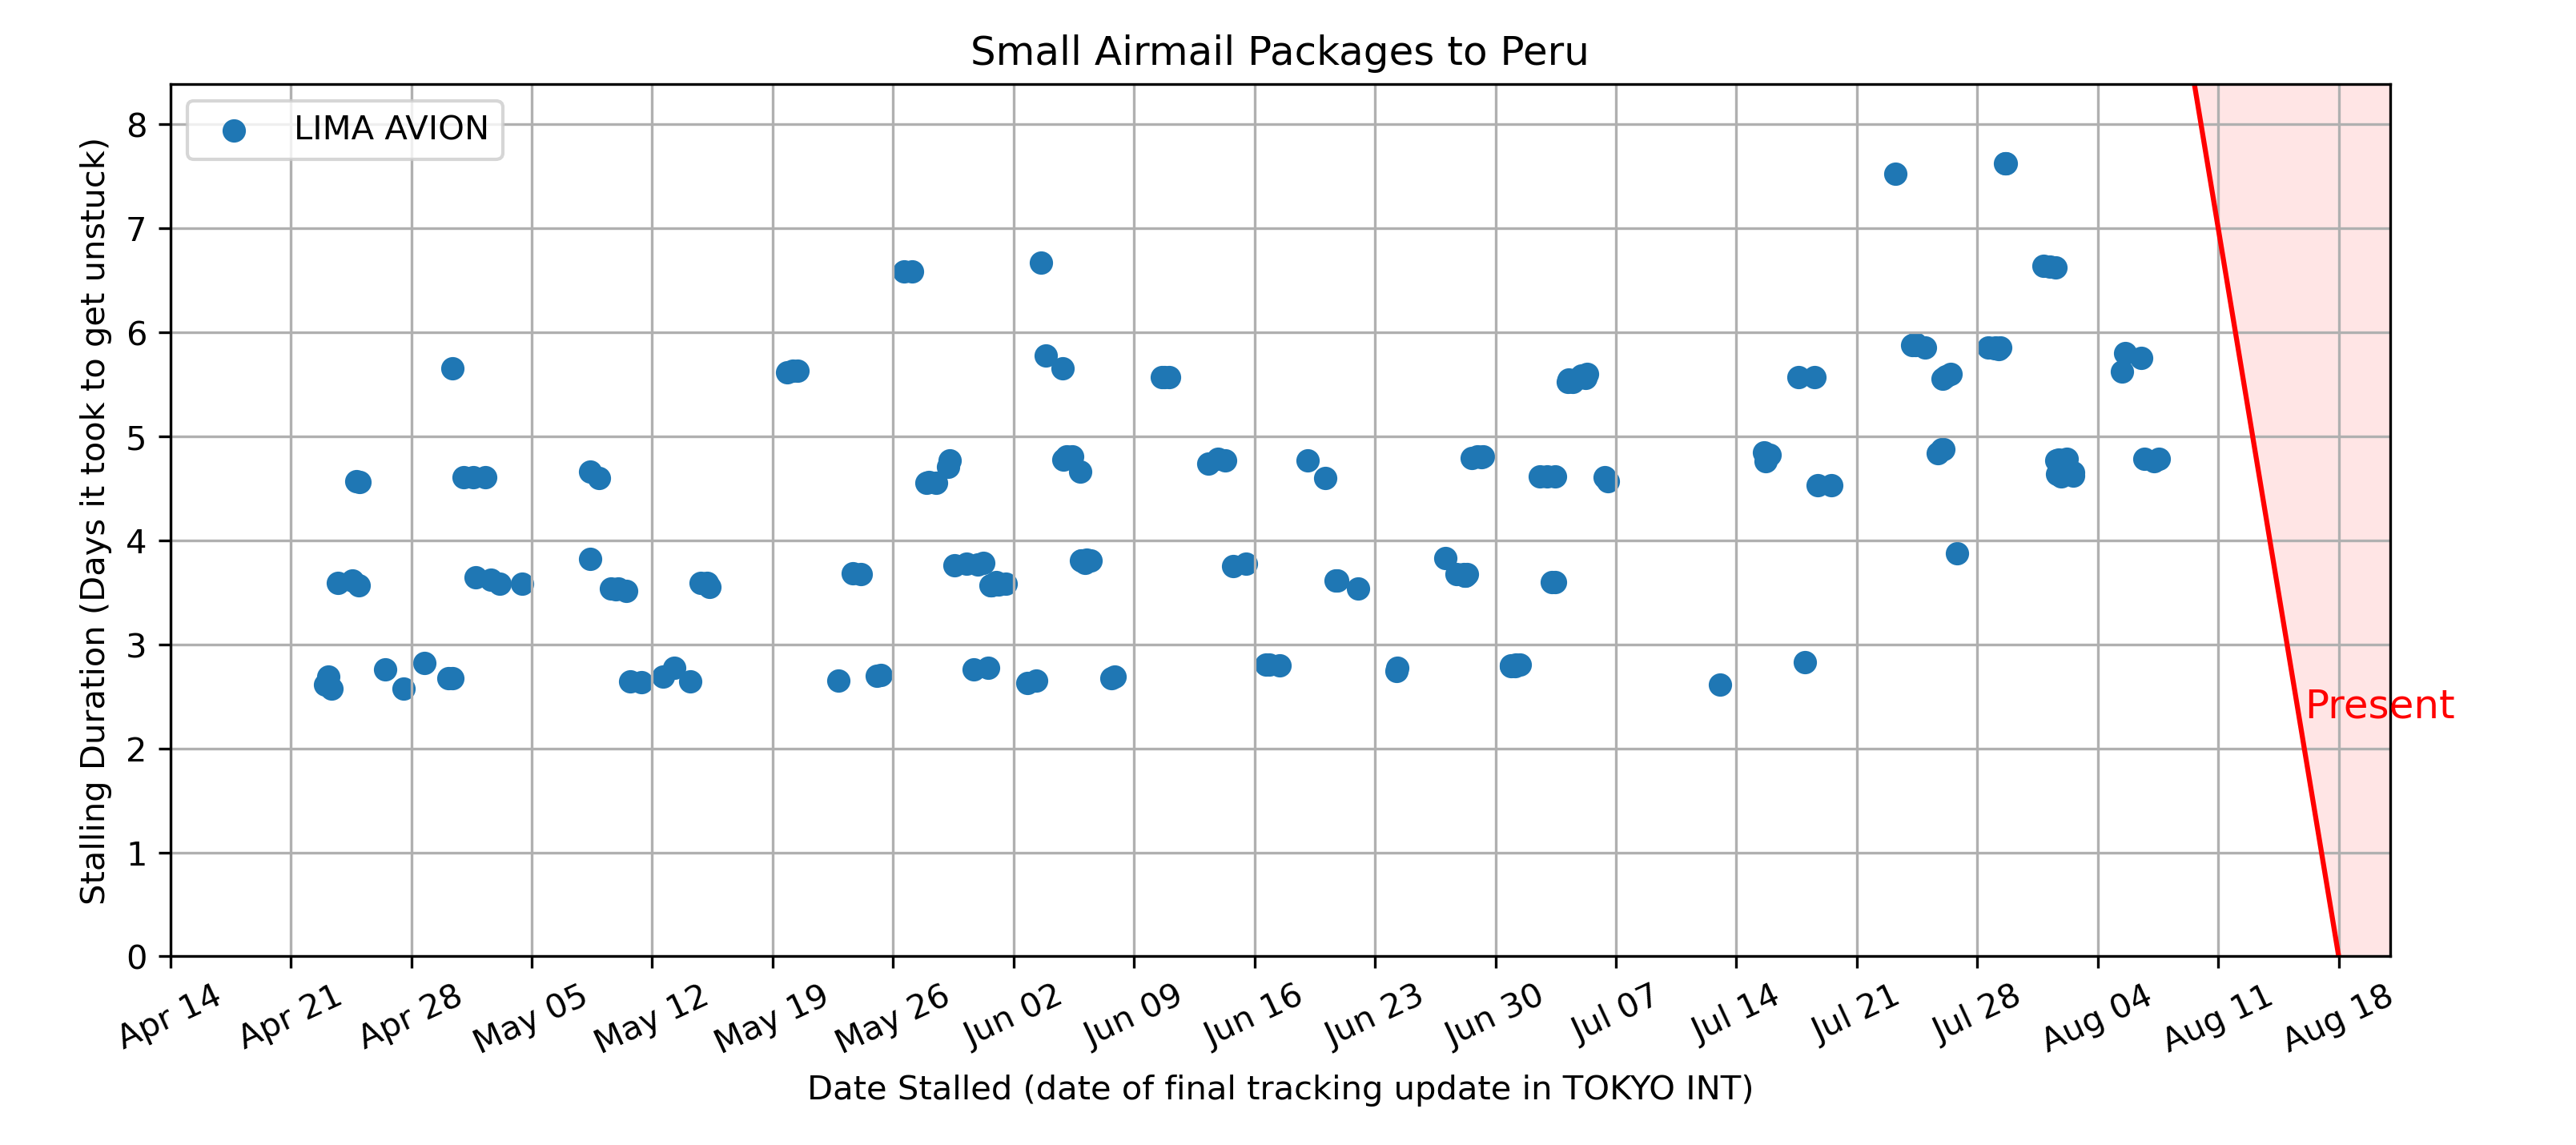 Small Airmail Packages to Peru
LIMA AVION
8
7
6
5
4
3
2
1
0
Stalling Duration (Days it took to get unstuck)
Present
Apr 14
Apr 21
Apr 28
May 05
May 12
May 19
May 26
Jun 02
Jun 09
Jun 16
Jun 23
Jun 30
Jul 07
Jul 14
Jul 21
Jul 28
Aug 04
Aug 11
Aug 18
Date Stalled (date of final tracking update in TOKYO INT)